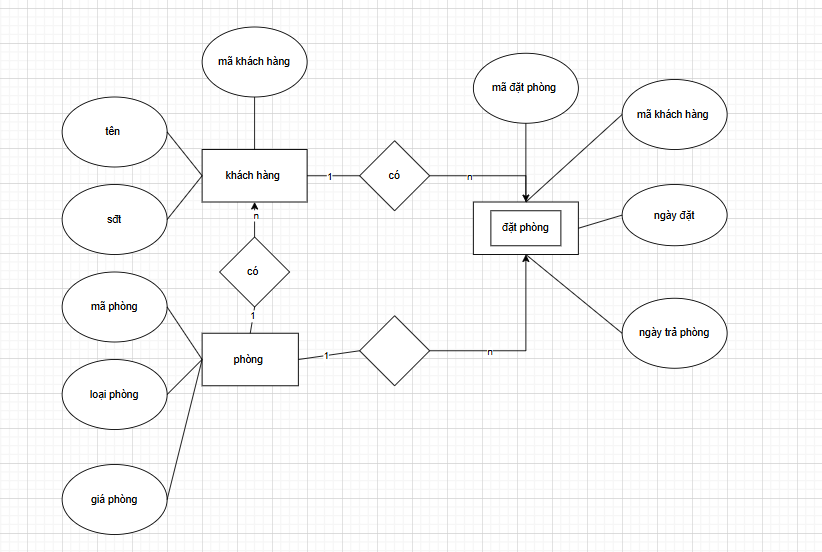 mã khách hàng
mã đặt phòng
mã khách hàng
tên
khách hàng
1
có
n
sđt
n
ngày đặt
đặt phòng
có
mã phòng
1
ngày trả phòng
phòng
1
n
loại phòng
giá phòng